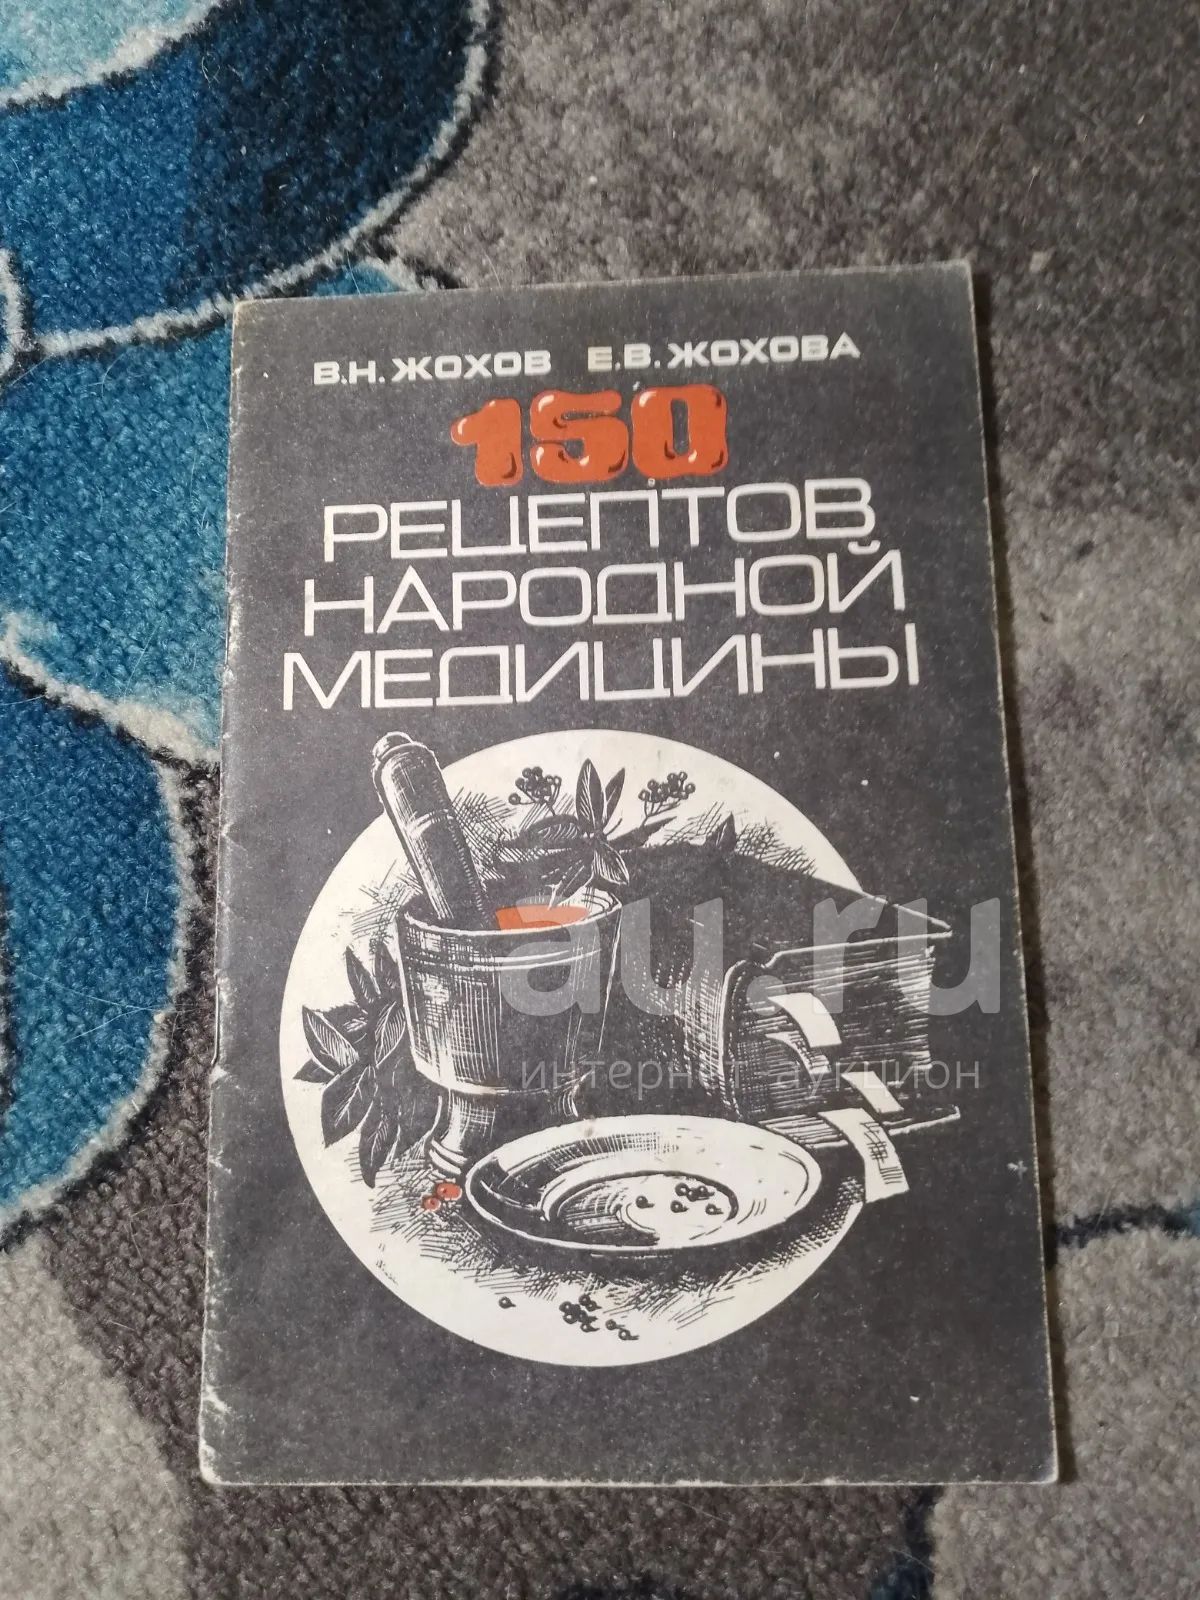 В.Н. ЖОХОВ Е.В. ЖОХОВА
150
РЕЦЕПТОВ
НАРОДНОЙ
МЕДИЦИНЫ
au.ru
интернет-аукцион